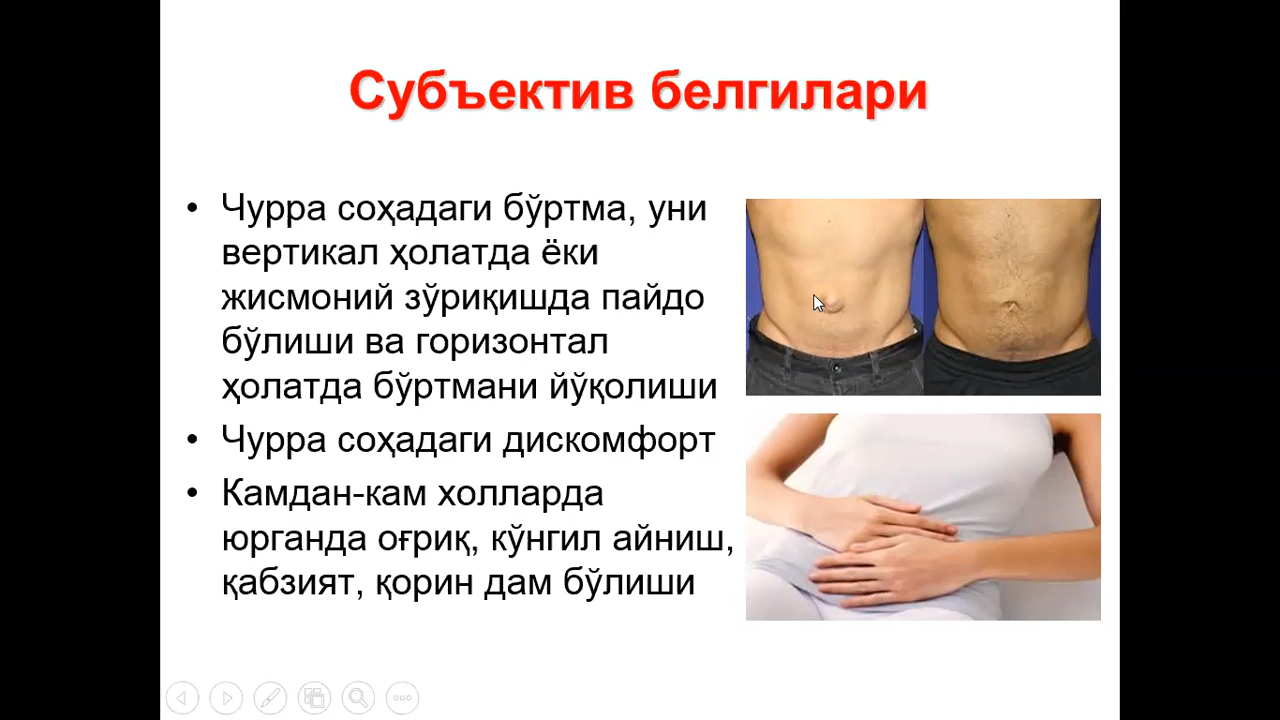 Субъектив белгилари
• Чурра соҳадаги бўртма, уни
вертикал ҳолатда ёки
жисмоний зўриқишда пайдо
бўлиши ва горизонтал
ҳолатда бўртмани йўқолиши
• Чурра соҳадаги дискомфорт
• Камдан-кам холларда
юрганда оғриқ, кўнгил айниш,
қабзият, қорин дам бўлиши